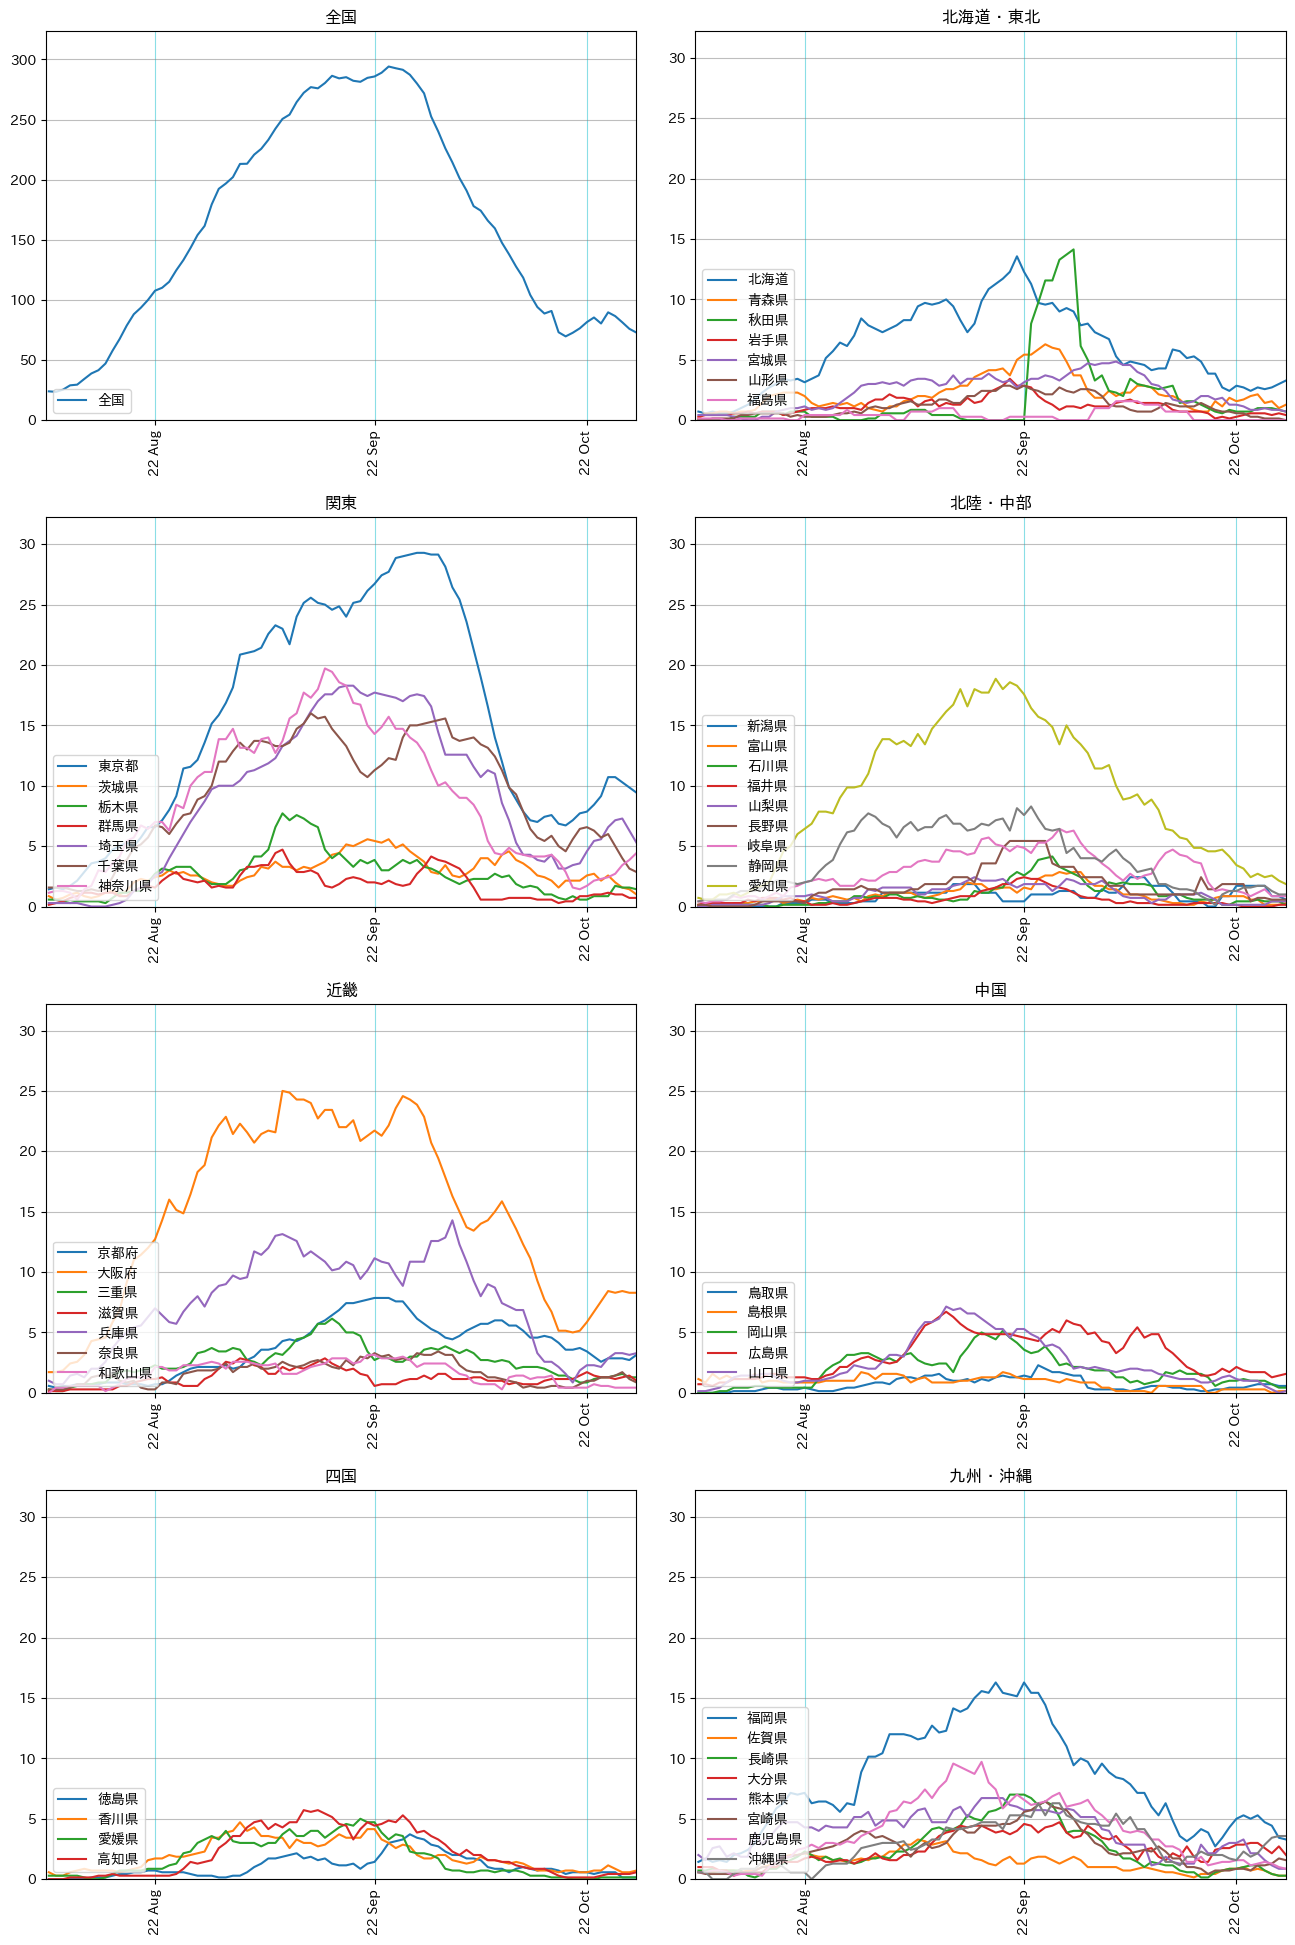 全国
300
250
200
150
100
50
0
全国
22 Aug
22 Sep
22 Oct
北海道・東北
30
25
20
15
10
5
0
北海道
青森県
秋田県
岩手県
宮城県
山形県
福島県
22 Aug
22 Sep
22 Oct
関東
30
25
20
15
10
5
0
東京都
茨城県
栃木県
群馬県
埼玉県
千葉県
神奈川県
22 Aug
22 Sep
22 Oct
北陸・中部
30
25
20
15
10
5
0
新潟県
富山県
石川県
福井県
山梨県
長野県
岐阜県
静岡県
愛知県
22 Aug
22 Sep
22 Oct
近畿
30
25
20
15
10
5
0
京都府
大阪府
三重県
滋賀県
兵庫県
奈良県
和歌山県
22 Aug
22 Sep
22 Oct
中国
30
25
20
15
10
5
0
鳥取県
島根県
岡山県
広島県
山口県
22 Aug
22 Sep
22 Oct
四国
30
25
20
15
10
5
0
徳島県
香川県
愛媛県
高知県
22 Aug
22 Sep
22 Oct
九州・沖縄
30
25
20
15
10
5
0
福岡県
佐賀県
長崎県
大分県
熊本県
宮崎県
鹿児島県
沖縄県
22 Aug
22 Sep
22 Oct